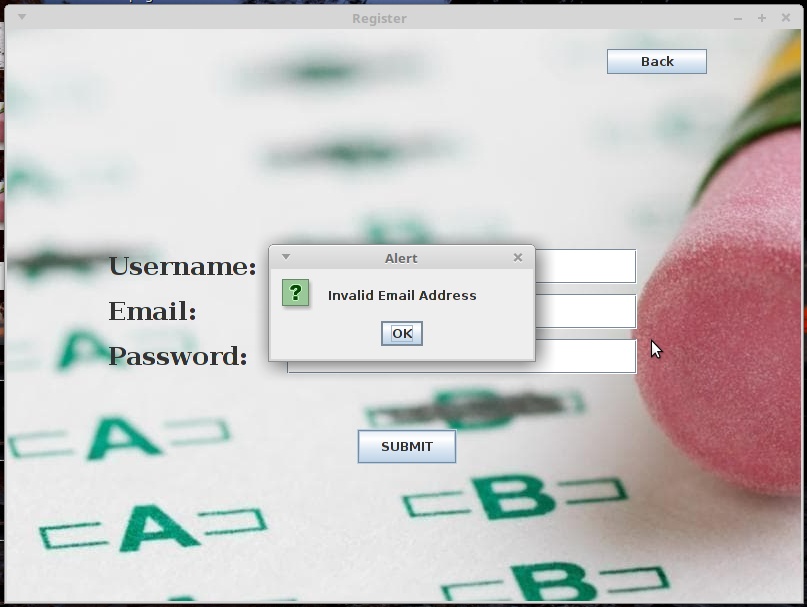 Register
Back
Alert
Username:
? Invalid Email Address
Email:
OK
Password:
A
D
SUBMIT
A
B
A
B